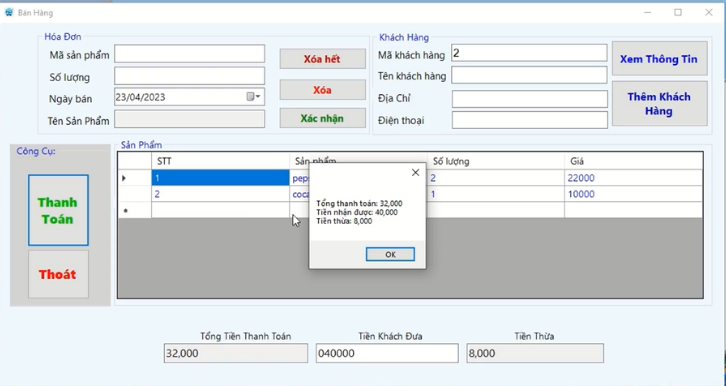 Bán Hàng
Hóa Đơn
Mã sản phẩm
Xóa hết
Số lượng
Xóa
Ngày bán
23/04/2023
Tên Sản Phẩm
Xác nhận
Khách Hàng
Mã khách hàng
2
Xem Thông Tin
Tên khách hàng
Địa Chỉ
Thêm Khách
Hàng
Điện thoại
Công Cụ:
Thanh
Toán
Thoát
Sản Phẩm
STT Sản phẩm Số lượng Giá
1 2 22000
2 1 10000
Tổng thanh toán: 32,000
Tiền nhận được: 40,000
Tiền thừa: 8,000
OK
Tổng Tiền Thanh Toán
Tiền Khách Đưa
Tiền Thừa
32,000
040000
8,000